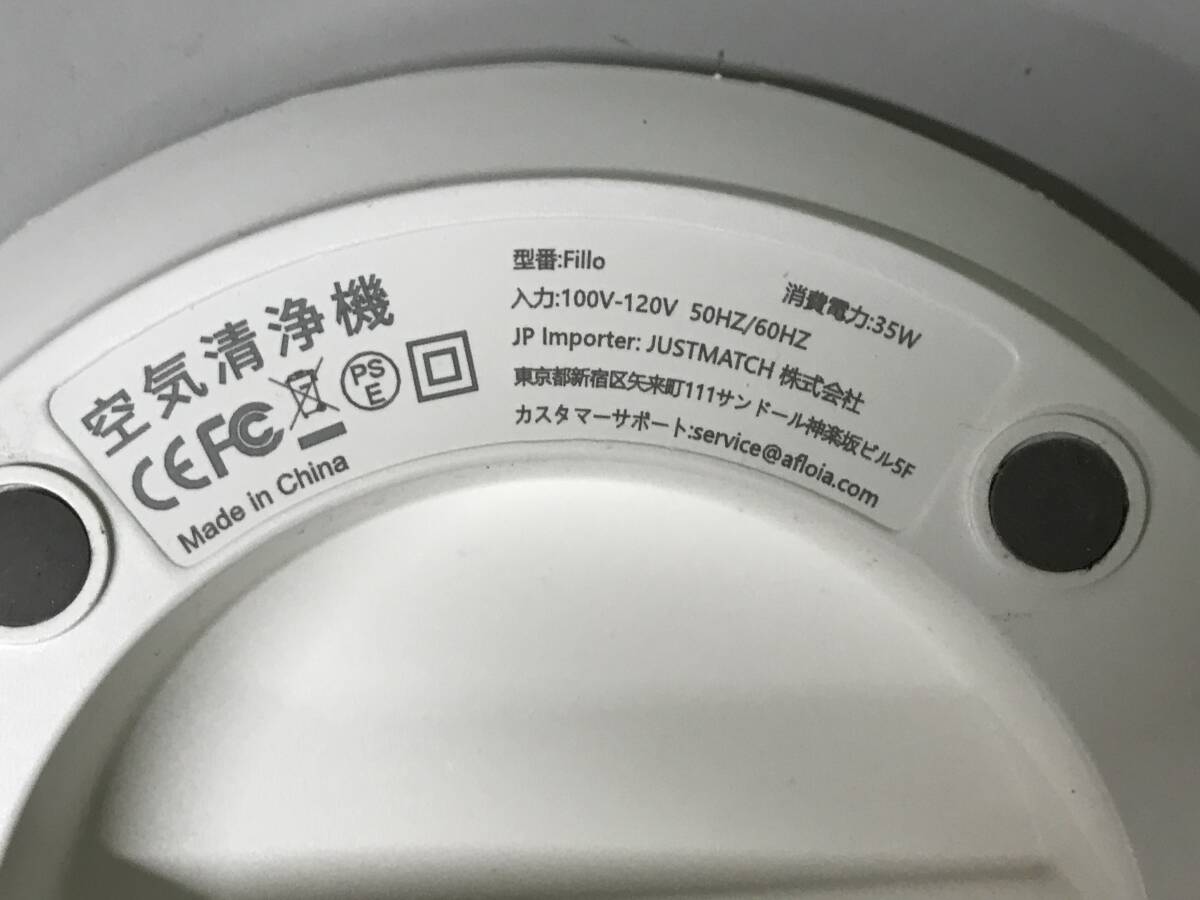 空気清浄機
CE FC PSE
Made in China
型番:Fillo
消費電力:35W
入力:100V-120V 50HZ/60HZ
JP Importer: JUSTMATCH 株式会社
東京都新宿区矢来町111サンドール神楽坂ビル5F
カスタマーサポート:service@afloia.com